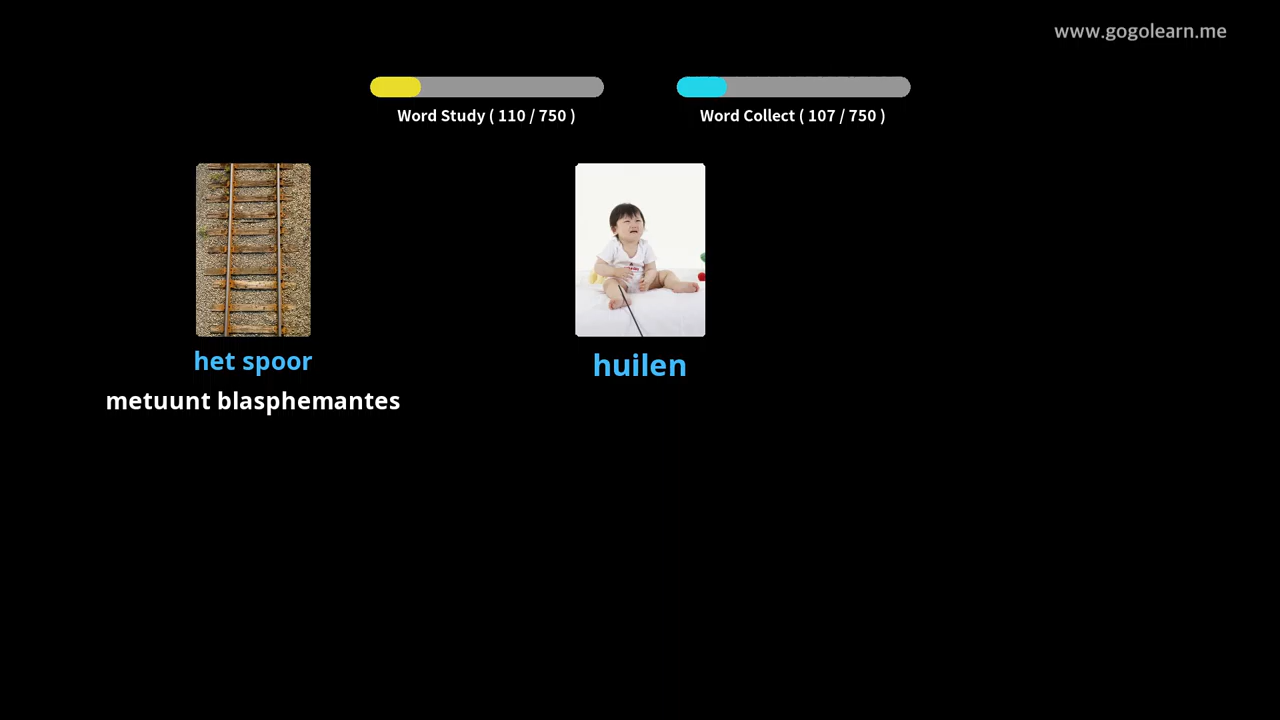 www.gogolearn.me
Word Study ( 110 / 750 )
Word Collect ( 107 / 750 )
het spoor
metuunt blasphemantes
huilen